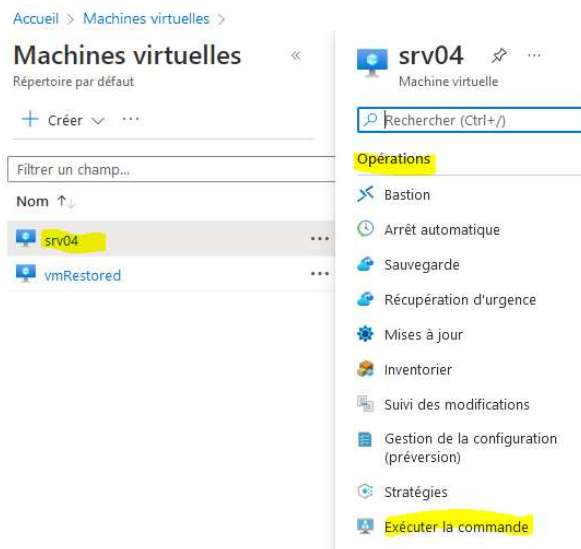 Accueil > Machines virtuelles >
Machines virtuelles «
Répertoire par défaut
+ Créer ···
Filtrer un champ...
Nom ↑↓
srv04 ···
vmRestored ···
srv04 ···
Machine virtuelle
Rechercher (Ctrl+/)
Opérations
Bastion
Arrêt automatique
Sauvegarde
Récupération d'urgence
Mises à jour
Inventorier
Suivi des modifications
Gestion de la configuration
(préversion)
Stratégies
Exécuter la commande